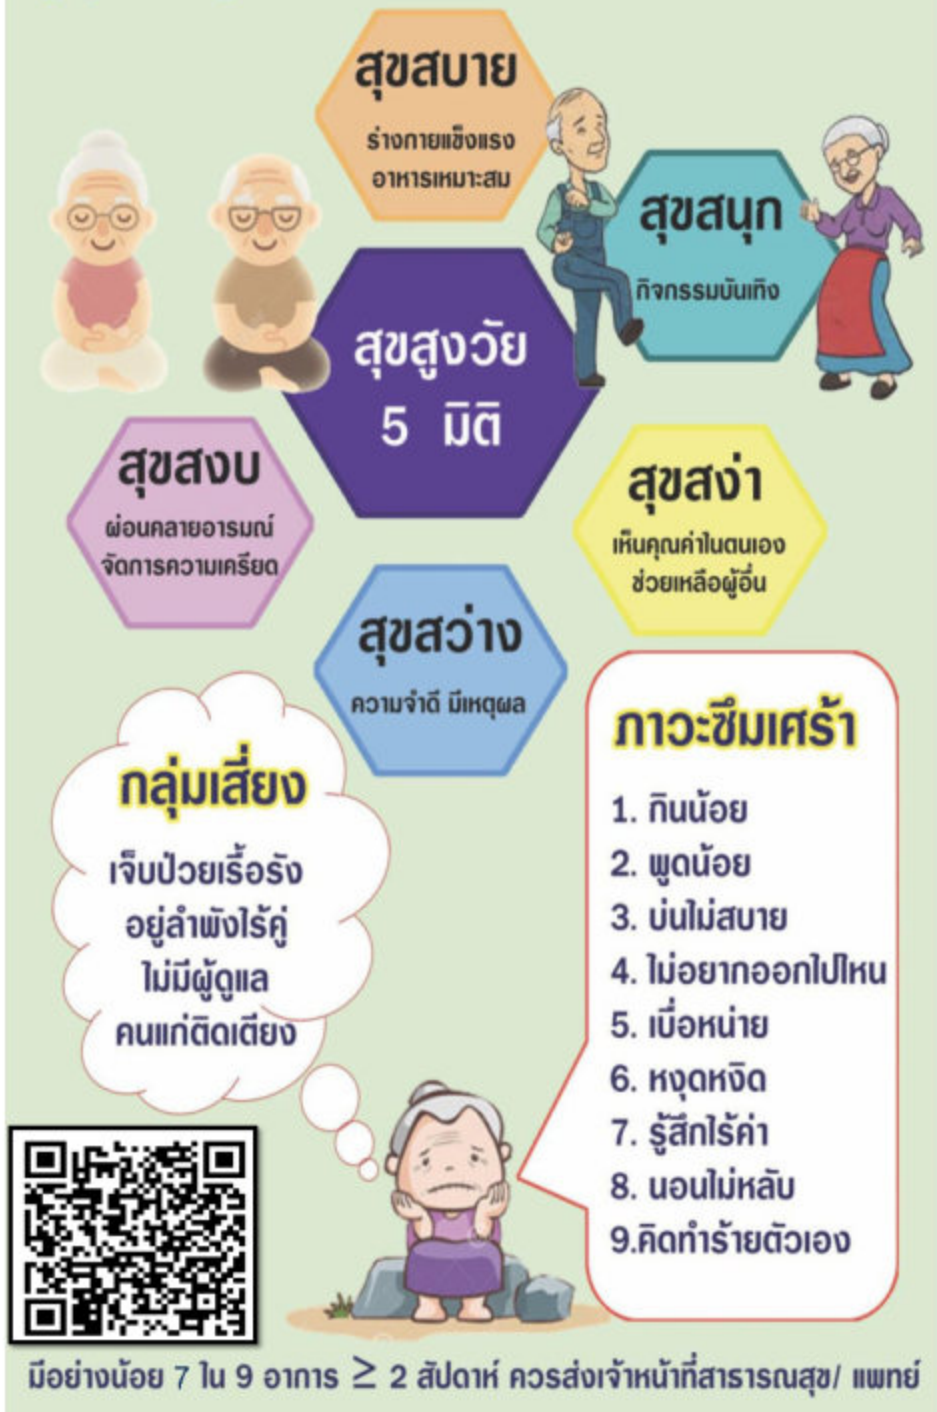 สุขสบาย
ร่างกายแข็งแรง
อาหารเหมาะสม
สุขสนุก
กิจกรรมบันเทิง
สุขสูงวัย
5 มิติ
สุขสงบ
ผ่อนคลายอารมณ์
จัดการความเครียด
สุขสง่า
เห็นคุณค่าในตนเอง
ช่วยเหลือผู้อื่น
สุขสว่าง
ความจำดี มีเหตุผล
กลุ่มเสี่ยง
เจ็บป่วยเรื้อรัง
อยู่ลำพังไร้คู่
ไม่มีผู้ดูแล
คนแก่ติดเตียง
ภาวะซึมเศร้า
1. กินน้อย
2. พูดน้อย
3. บ่นไม่สบาย
4. ไม่อยากออกไปไหน
5. เบื่อหน่าย
6. หงุดหงิด
7. รู้สึกไร้ค่า
8. นอนไม่หลับ
9.คิดทำร้ายตัวเอง
มีอย่างน้อย 7 ใน 9 อาการ ≥ 2 สัปดาห์ ควรส่งเจ้าหน้าที่สาธารณสุข/ แพทย์